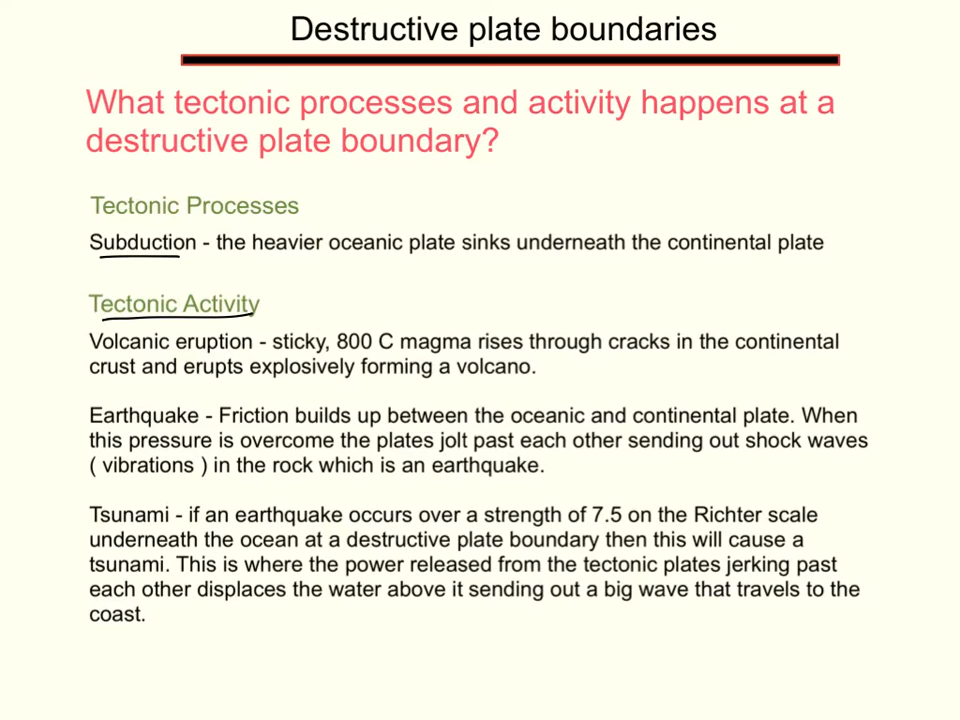 Destructive plate boundaries
What tectonic processes and activity happens at a
destructive plate boundary?
Tectonic Processes
Subduction - the heavier oceanic plate sinks underneath the continental plate
Tectonic Activity
Volcanic eruption - sticky, 800 C magma rises through cracks in the continental
crust and erupts explosively forming a volcano.
Earthquake - Friction builds up between the oceanic and continental plate. When
this pressure is overcome the plates jolt past each other sending out shock waves
( vibrations ) in the rock which is an earthquake.
Tsunami - if an earthquake occurs over a strength of 7.5 on the Richter scale
underneath the ocean at a destructive plate boundary then this will cause a
tsunami. This is where the power released from the tectonic plates jerking past
each other displaces the water above it sending out a big wave that travels to the
coast.